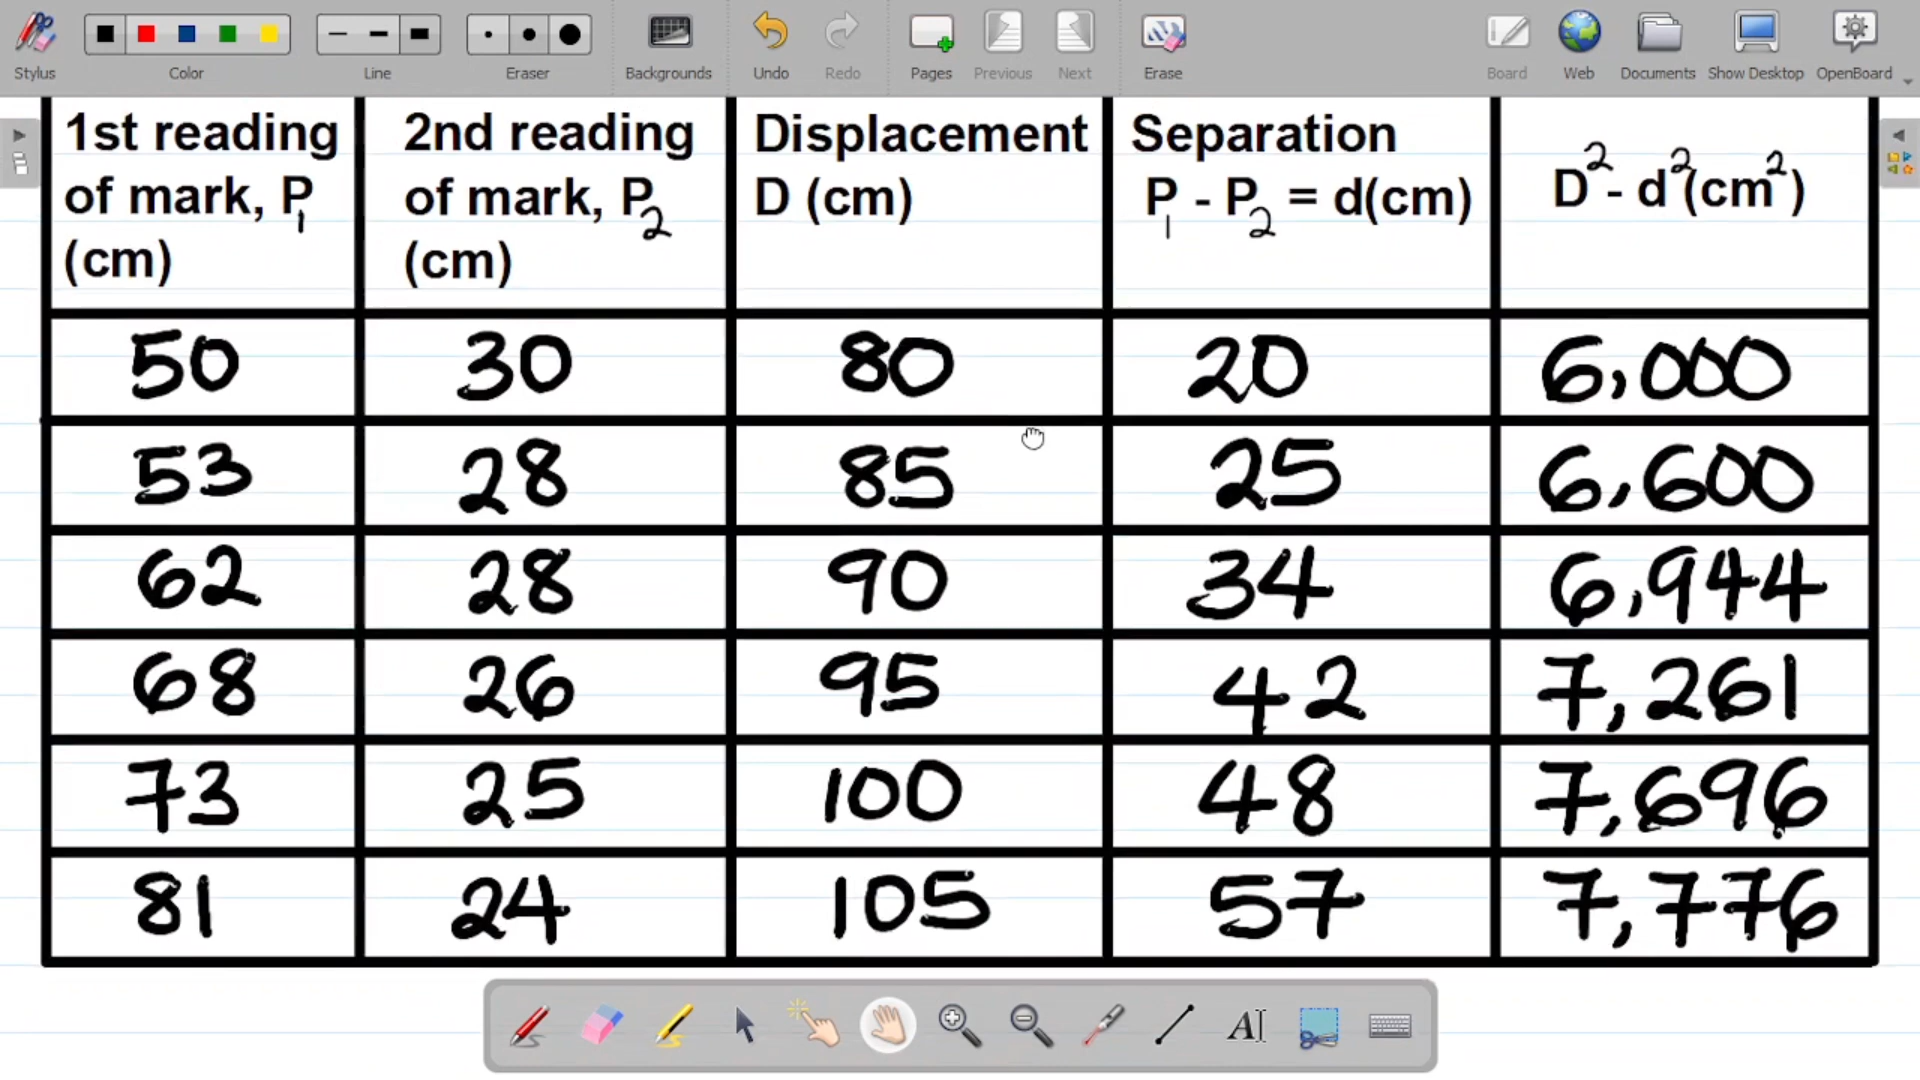 Stylus Color Line Eraser Backgrounds Undo Redo Pages Previous Next Erase Board Web Documents Show Desktop OpenBoard
1st reading of mark, P1 (cm)
2nd reading of mark, P2 (cm)
Displacement D (cm)
Separation P1 - P2 = d(cm)
D² - d²(cm²)
50 30 80 20 6,000
53 28 85 25 6,600
62 28 90 34 6,944
68 26 95 42 7,261
73 25 100 48 7,696
81 24 105 57 7,776
AI